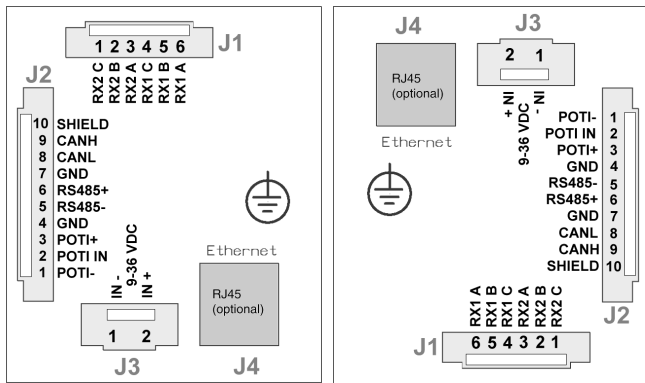 J1
1 2 3 4 5 6
RX2 C
RX2 B
RX2 A
RX1 C
RX1 B
RX1 A
J2
10 SHIELD
9 CANH
8 CANL
7 GND
6 RS485+
5 RS485-
4 GND
3 POTI+
2 POTI IN
1 POTI-
IN -
9-36 VDC
IN +
1 2
J3
Ethernet
RJ45
(optional)
J4
J4
RJ45
(optional)
Ethernet
J3
2 1
IN +
9-36 VDC
IN -
POTI- 1
POTI IN 2
POTI+ 3
GND 4
RS485- 5
RS485+ 6
GND 7
CANL 8
CANH 9
SHIELD 10
J2
RX1 A
RX1 B
RX1 C
RX2 A
RX2 B
RX2 C
6 5 4 3 2 1
J1